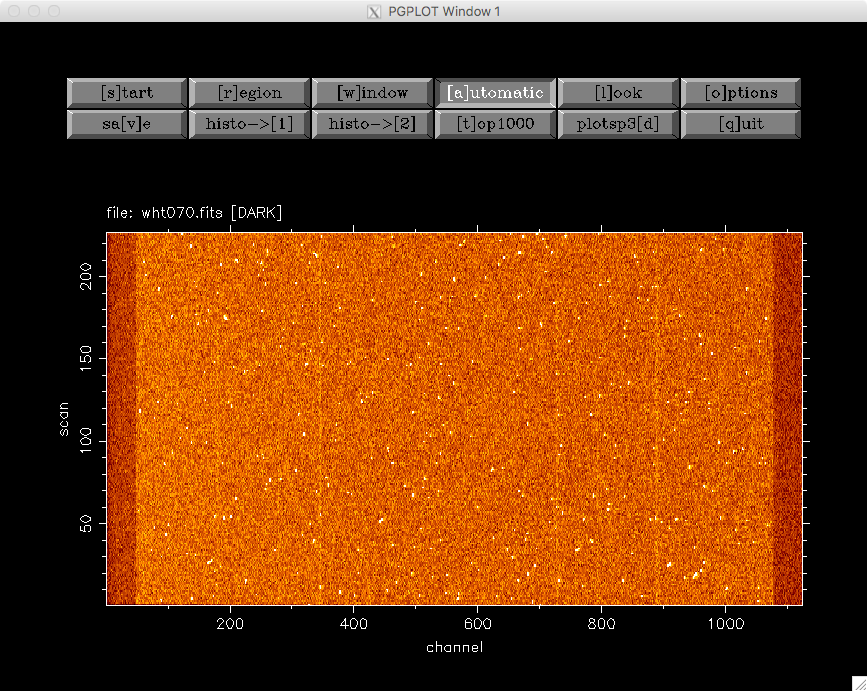 PGPLOT Window 1
[s]tart [r]egion [w]indow [a]utomatic [l]ook [o]ptions
sa[v]e histo->[1] histo->[2] [t]op1000 plotsp3[d] [q]uit
file: wht070.fits [DARK]
200
150
100
50
scan
200 400 600 800 1000
channel